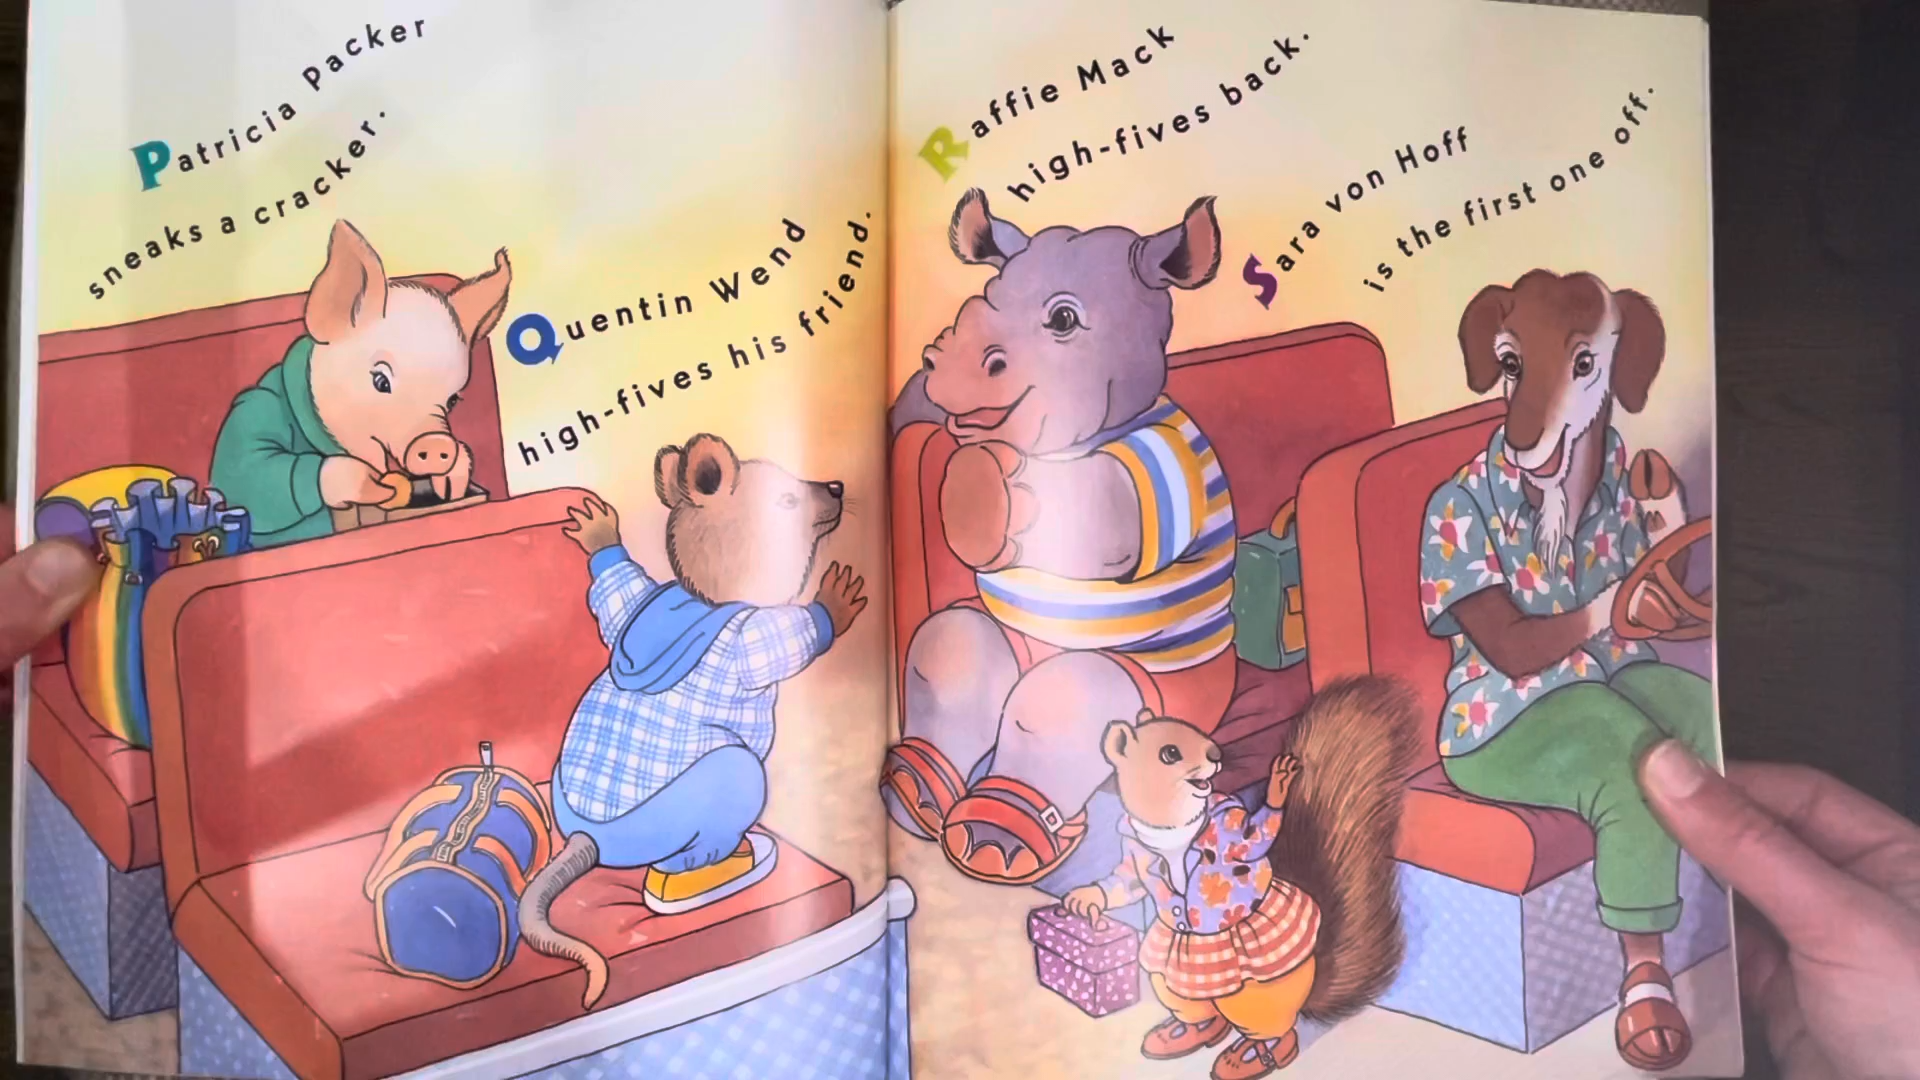 Patricia Packer
sneaks a cracker.
Quentin Wend
high-fives his friend.
Raffie Mack
high-fives back.
Sara von Hoff
is the first one off.